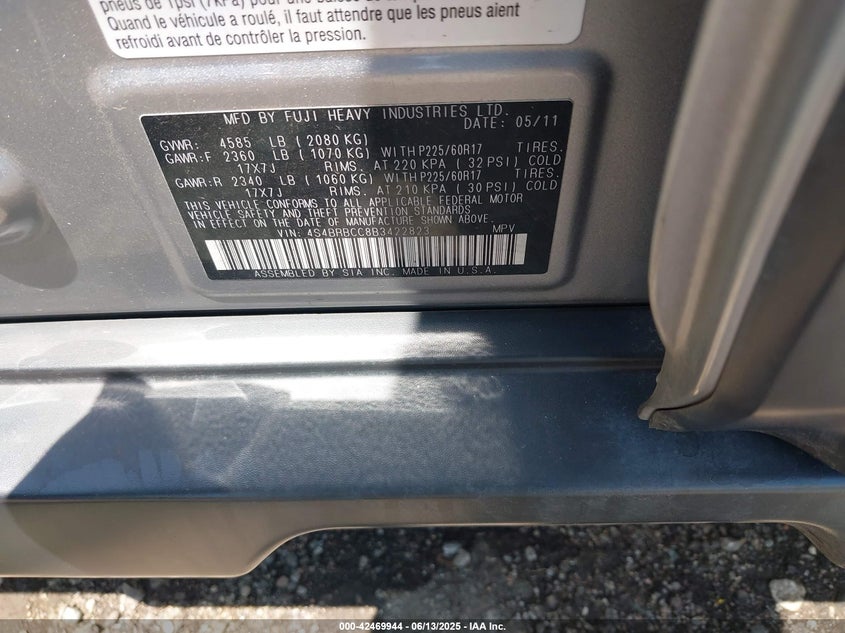 pneus de 1psi (7kPa) pour une
Quand le véhicule a roulé, il faut attendre que les pneus aient
refroidi avant de contrôler la pression.
MFD BY FUJI HEAVY INDUSTRIES LTD.
DATE: 05/11
GVWR: 4585 LB (2080 KG)
GAWR:F 2360 LB (1070 KG) WITH P225/60R17 TIRES.
17X7J RIMS. AT 220 KPA (32 PSI) COLD
GAWR:R 2340 LB (1060 KG) WITH P225/60R17 TIRES.
17X7J RIMS. AT 210 KPA (30 PSI) COLD
THIS VEHICLE CONFORMS TO ALL APPLICABLE FEDERAL MOTOR
VEHICLE SAFETY AND THEFT PREVENTION STANDARDS
IN EFFECT ON THE DATE OF MANUFACTURE SHOWN ABOVE.
VIN: 4S4BRBCC8B3422823 MPV
ASSEMBLED BY SIA INC. MADE IN U.S.A.
000-42469944 - 06/13/2025 - IAA Inc.